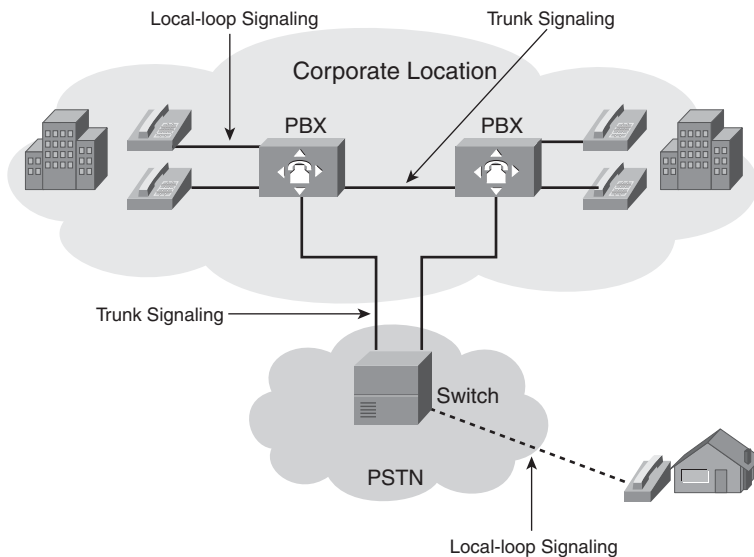 Local-loop Signaling
Trunk Signaling
Corporate Location
PBX
PBX
Trunk Signaling
Switch
PSTN
Local-loop Signaling